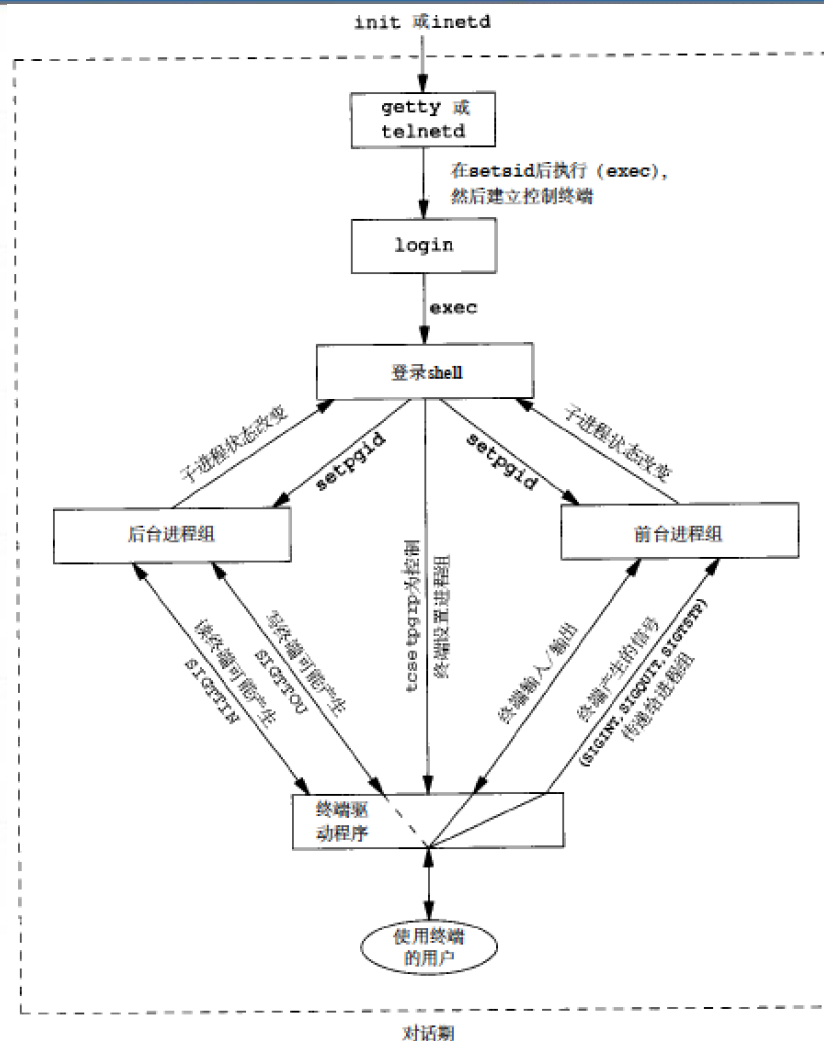 init 或inetd
getty 或
telnetd
在setsid后执行 (exec),
然后建立控制终端
login
exec
登录shell
子进程状态改变
setpgid
setpgid
子进程状态改变
后台进程组
前台进程组
读终端可能产生
SIGTTIN
写终端可能产生
SIGTTOU
tcsetpgrp为控制
终端设置进程组
终端输入/输出
终端产生的信号
(SIGINT,SIGQUIT,SIGTSTP)
传递给进程组
终端驱
动程序
使用终端
的用户
对话期